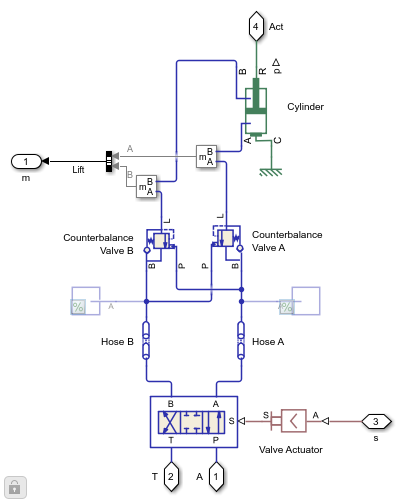 4
Act
B
R
p
Cylinder
A
C
A
B
A
m
1
m
Lift
B
B
A
m
L
L
Counterbalance
Valve B
Counterbalance
Valve A
B
P
P
B
%
A
%
Hose B
Hose A
B
A
T
P
S
S
A
3
s
Valve Actuator
T
2
A
1